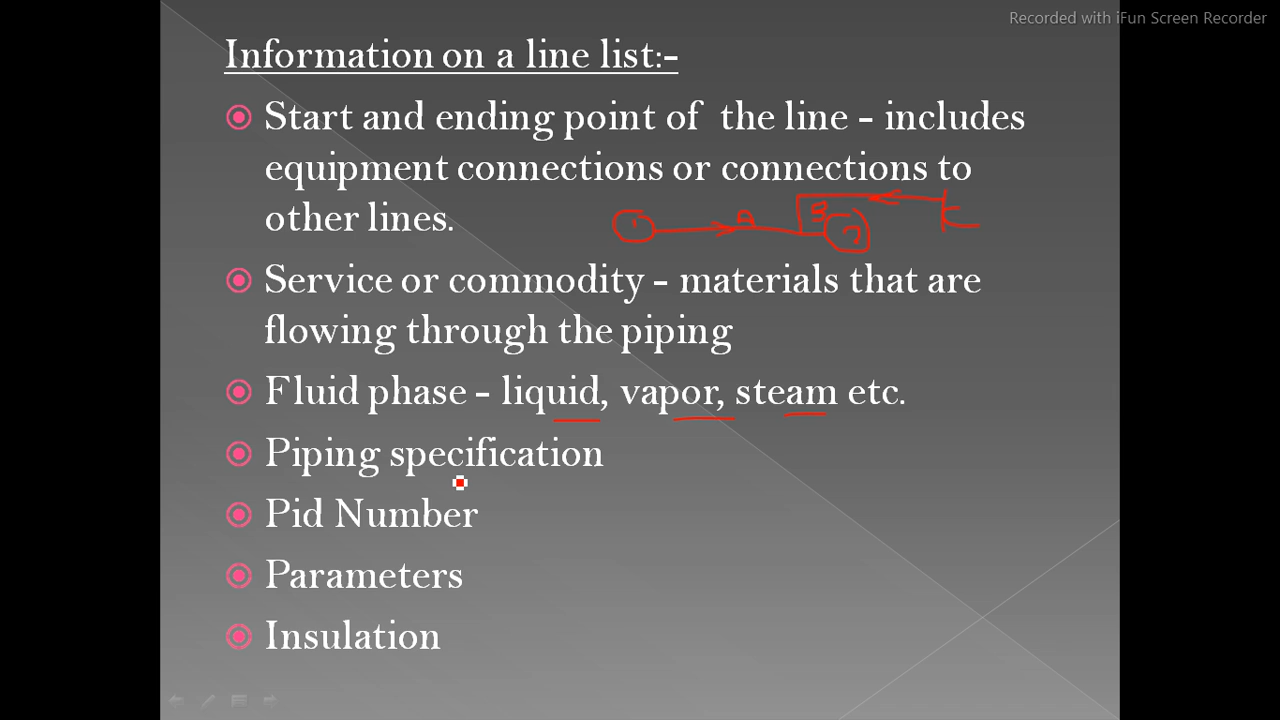 Recorded with iFun Screen Recorder
Information on a line list:-
Start and ending point of the line - includes
equipment connections or connections to
other lines.
1 A B 2
Service or commodity - materials that are
flowing through the piping
Fluid phase - liquid, vapor, steam etc.
Piping specification
Pid Number
Parameters
Insulation